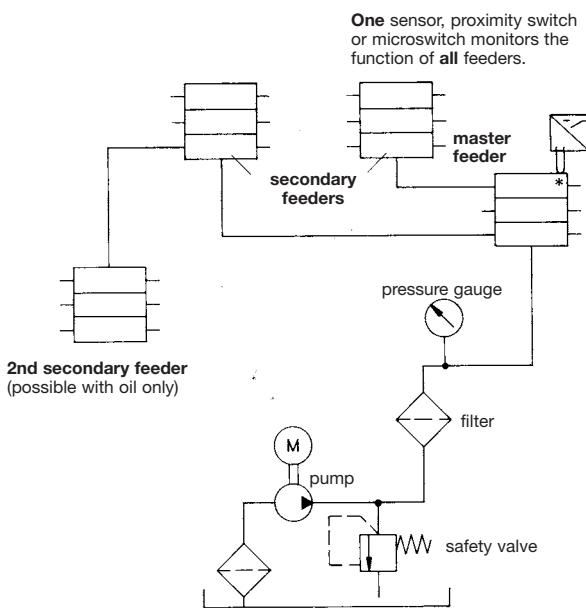 One sensor, proximity switch
or microswitch monitors the
function of all feeders.
master
feeder
*
secondary
feeders
pressure gauge
2nd secondary feeder
(possible with oil only)
filter
M
pump
safety valve